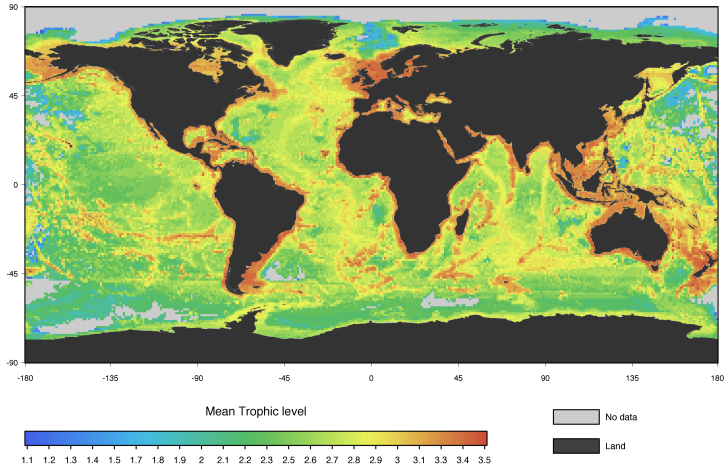 90
45
0
-45
-90
-180 -135 -90 -45 0 45 90 135 180
Mean Trophic level
No data
Land
1.1 1.2 1.3 1.4 1.5 1.6 1.7 1.8 1.9 2 2.1 2.2 2.3 2.5 2.6 2.7 2.8 2.9 3 3.1 3.3 3.4 3.5